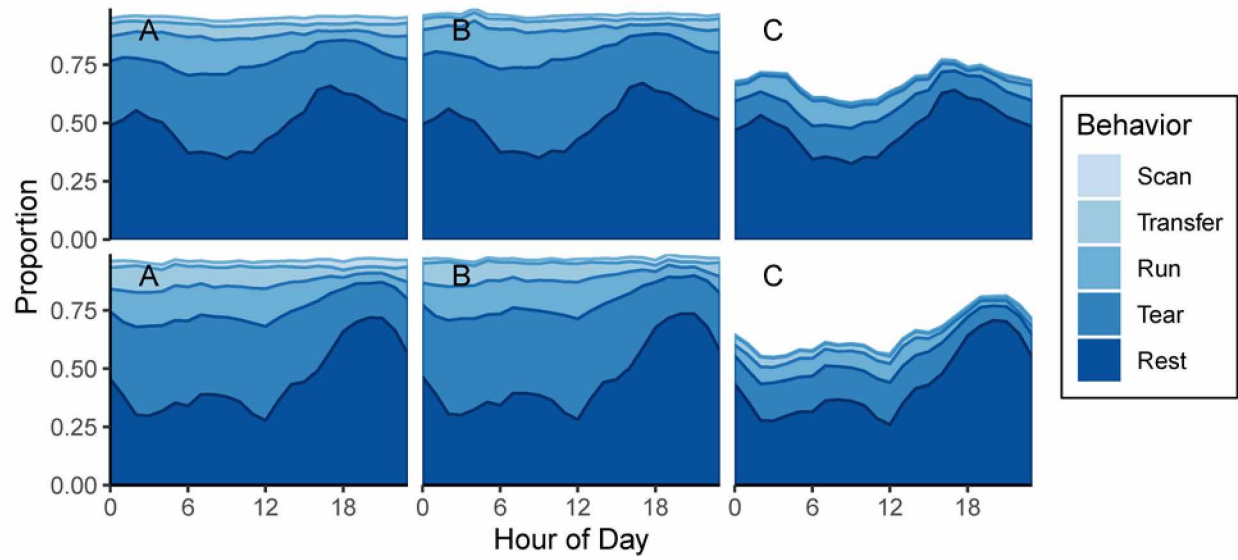 A
B
C
0.75
0.50
0.25
0.00
A
B
C
0.75
0.50
0.25
0.00
0
6
12
18
0
6
12
18
0
6
12
18
Proportion
Hour of Day
Behavior
Scan
Transfer
Run
Tear
Rest